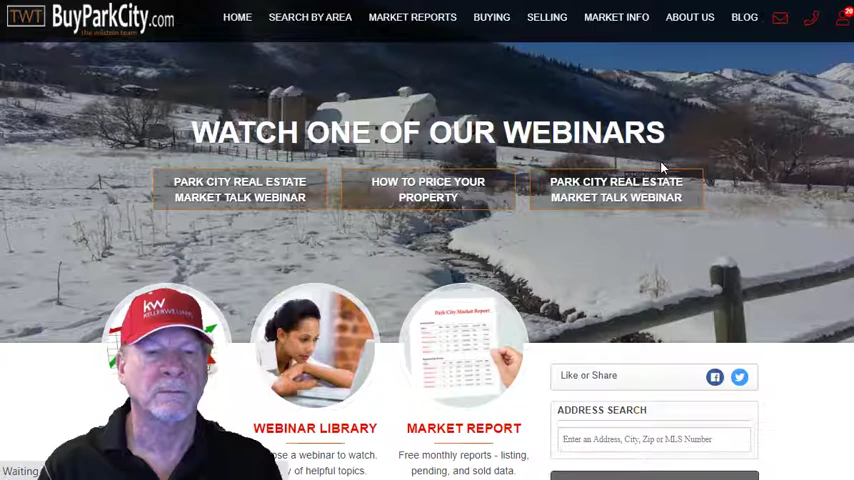 TWT BuyParkCity.com
the wilstein team
HOME SEARCH BY AREA MARKET REPORTS BUYING SELLING MARKET INFO ABOUT US BLOG
20
WATCH ONE OF OUR WEBINARS
PARK CITY REAL ESTATE
MARKET TALK WEBINAR
HOW TO PRICE YOUR
PROPERTY
PARK CITY REAL ESTATE
MARKET TALK WEBINAR
kw
KELLERWILLIAMS
Park City Market Report
Like or Share
ADDRESS SEARCH
Enter an Address, City, Zip or MLS Number
WEBINAR LIBRARY
a webinar to watch.
of helpful topics.
MARKET REPORT
Free monthly reports - listing,
pending, and sold data.
Waiting